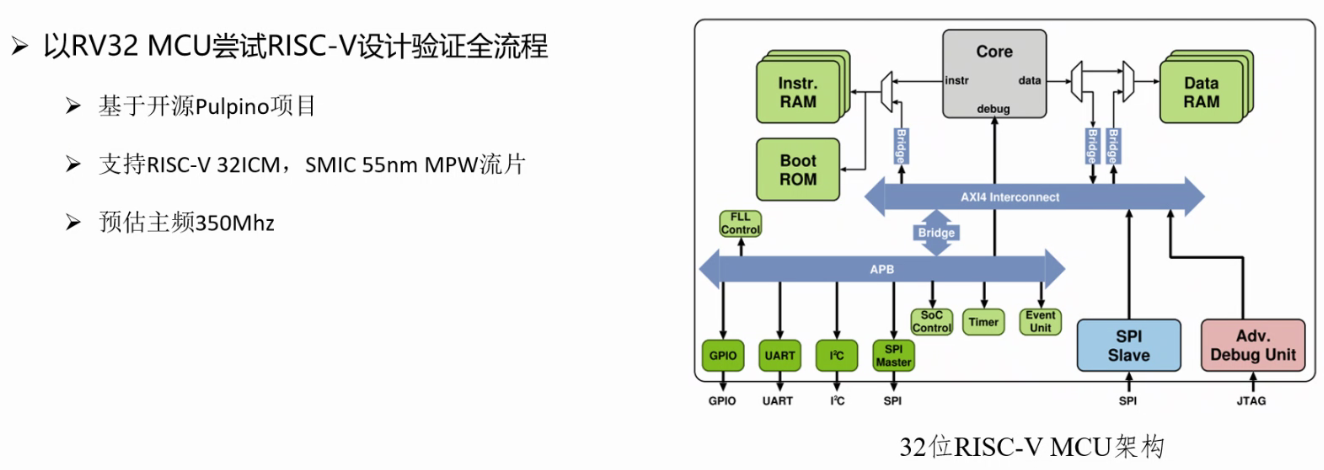 以RV32 MCU尝试RISC-V设计验证全流程
基于开源Pulpino项目
支持RISC-V 32ICM，SMIC 55nm MPW流片
预估主频350Mhz
Core
instr
data
debug
Instr.
RAM
Data
RAM
Boot
ROM
Bridge
Bridge
Bridge
AXI4 Interconnect
FLL
Control
Bridge
APB
SoC
Control
Timer
Event
Unit
GPIO
UART
I²C
SPI
Master
SPI
Slave
Adv.
Debug Unit
GPIO
UART
I²C
SPI
SPI
JTAG
32位RISC-V MCU架构